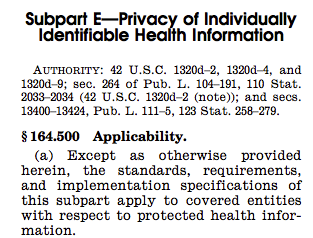 Subpart E—Privacy of Individually
Identifiable Health Information
AUTHORITY: 42 U.S.C. 1320d–2, 1320d–4, and
1320d–9; sec. 264 of Pub. L. 104–191, 110 Stat.
2033–2034 (42 U.S.C. 1320d–2 (note)); and secs.
13400–13424, Pub. L. 111–5, 123 Stat. 258–279.
§ 164.500 Applicability.
(a) Except as otherwise provided
herein, the standards, requirements,
and implementation specifications of
this subpart apply to covered entities
with respect to protected health infor-
mation.